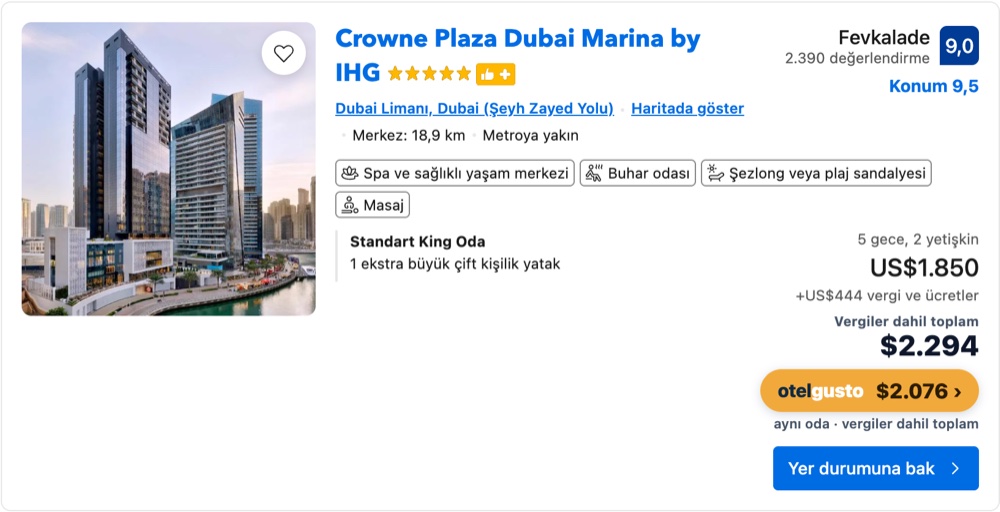 Crowne Plaza Dubai Marina by
IHG
Dubai Limanı, Dubai (Şeyh Zayed Yolu) · Haritada göster
Merkez: 18,9 km · Metroya yakın
Spa ve sağlıklı yaşam merkezi
Buhar odası
Şezlong veya plaj sandalyesi
Masaj
Standart King Oda
1 ekstra büyük çift kişilik yatak
Fevkalade
2.390 değerlendirme
9,0
Konum 9,5
5 gece, 2 yetişkin
US$1.850
+US$444 vergi ve ücretler
Vergiler dahil toplam
$2.294
otelgusto $2.076 ›
aynı oda · vergiler dahil toplam
Yer durumuna bak